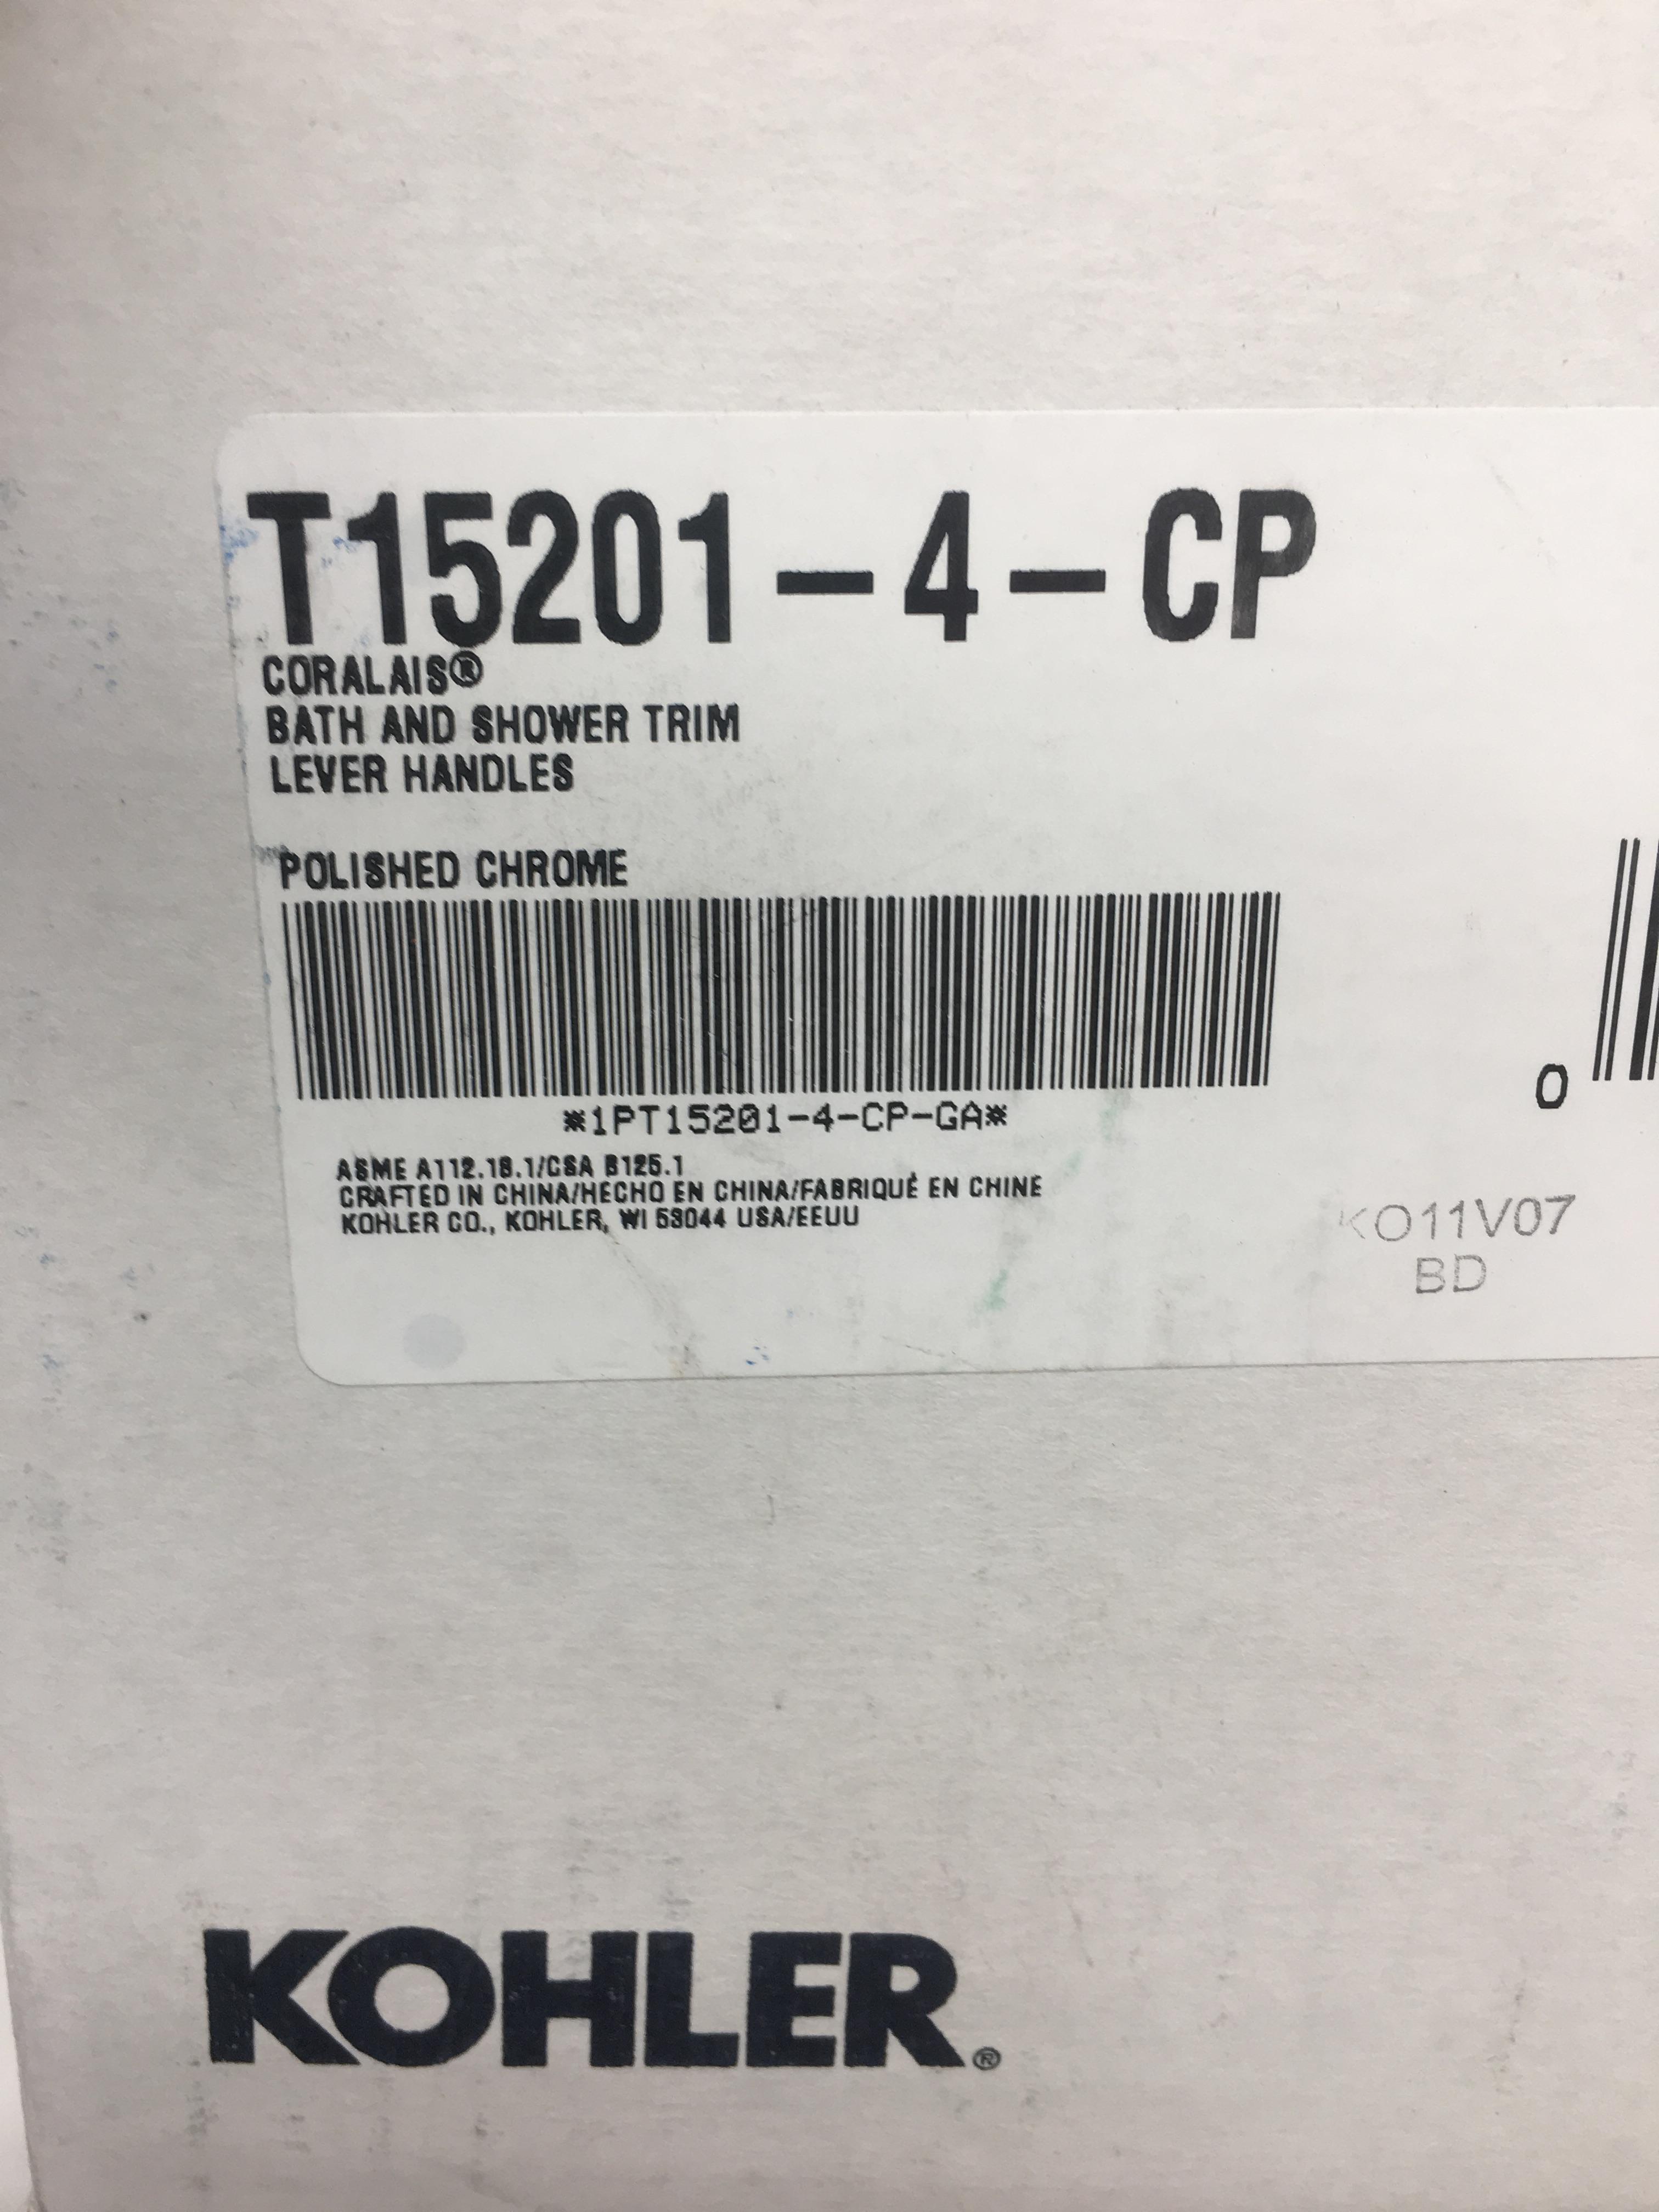 T15201-4-CP
CORALAIS®
BATH AND SHOWER TRIM
LEVER HANDLES
POLISHED CHROME
*1PT15201-4-CP-GA*
0
ASME A112.18.1/CSA B125.1
CRAFTED IN CHINA/HECHO EN CHINA/FABRIQUÉ EN CHINE
KOHLER CO., KOHLER, WI 53044 USA/EEUU
KO11V07
BD
KOHLER®